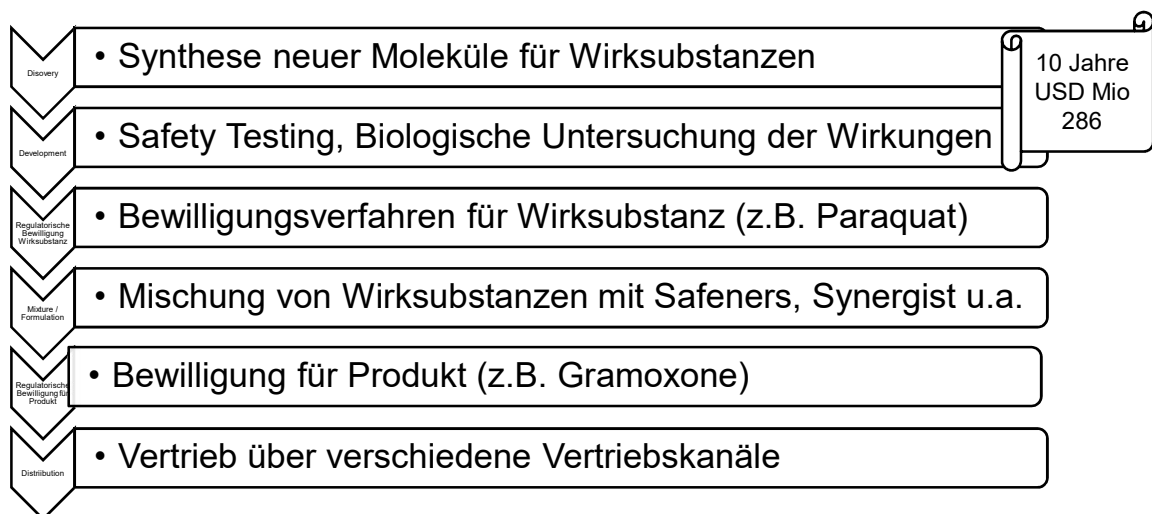 Disovery
• Synthese neuer Moleküle für Wirksubstanzen
10 Jahre
USD Mio
286
Development
• Safety Testing, Biologische Untersuchung der Wirkungen
Regulatorische
Bewilligung
Wirksubstanz
• Bewilligungsverfahren für Wirksubstanz (z.B. Paraquat)
Mixture /
Formulation
• Mischung von Wirksubstanzen mit Safeners, Synergist u.a.
Regulatorische
Bewilligung für
Produkt
• Bewilligung für Produkt (z.B. Gramoxone)
Distriibution
• Vertrieb über verschiedene Vertriebskanäle